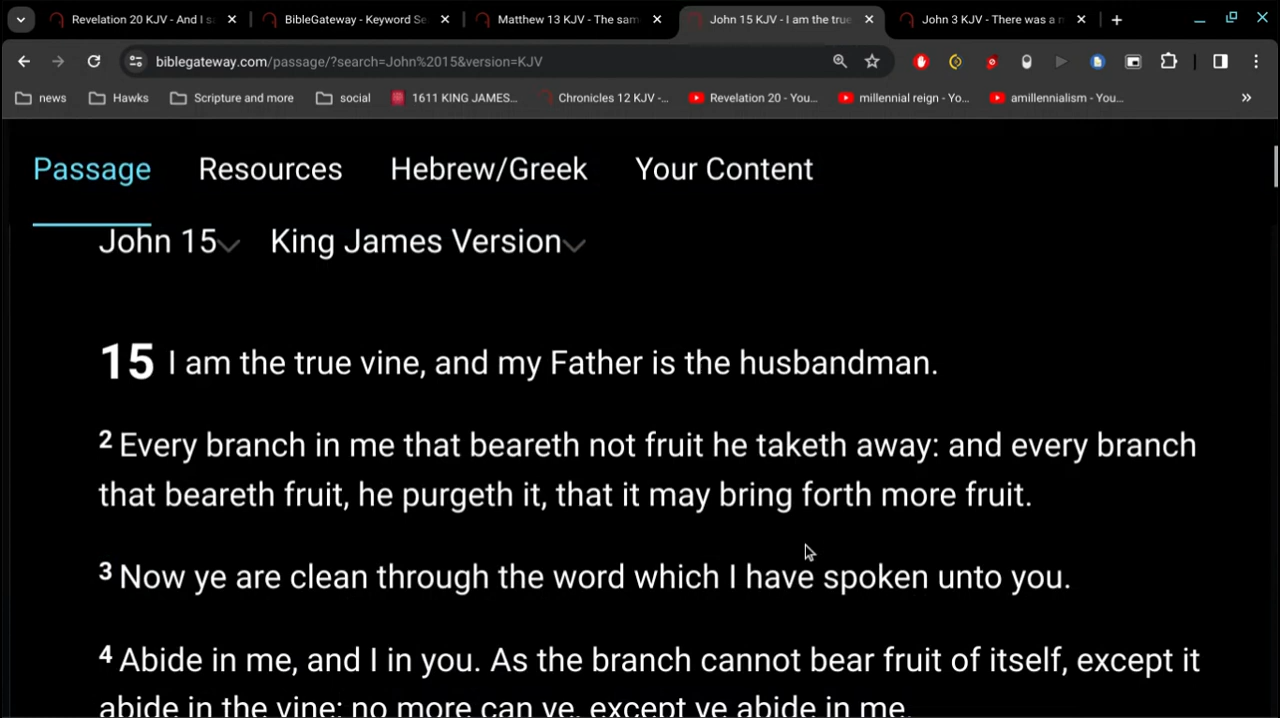 Revelation 20 KJV - And I sa
BibleGateway - Keyword Se
Matthew 13 KJV - The sam
John 15 KJV - I am the true
John 3 KJV - There was a m
biblegateway.com/passage/?search=John%2015&version=KJV
news
Hawks
Scripture and more
social
1611 KING JAMES...
Chronicles 12 KJV -...
Revelation 20 - You...
millennial reign - Yo...
amillennialism - You...
Passage Resources Hebrew/Greek Your Content
John 15 King James Version
15 I am the true vine, and my Father is the husbandman.
2 Every branch in me that beareth not fruit he taketh away: and every branch
that beareth fruit, he purgeth it, that it may bring forth more fruit.
3 Now ye are clean through the word which I have spoken unto you.
4 Abide in me, and I in you. As the branch cannot bear fruit of itself, except it
abide in the vine; no more can ye, except ye abide in me.